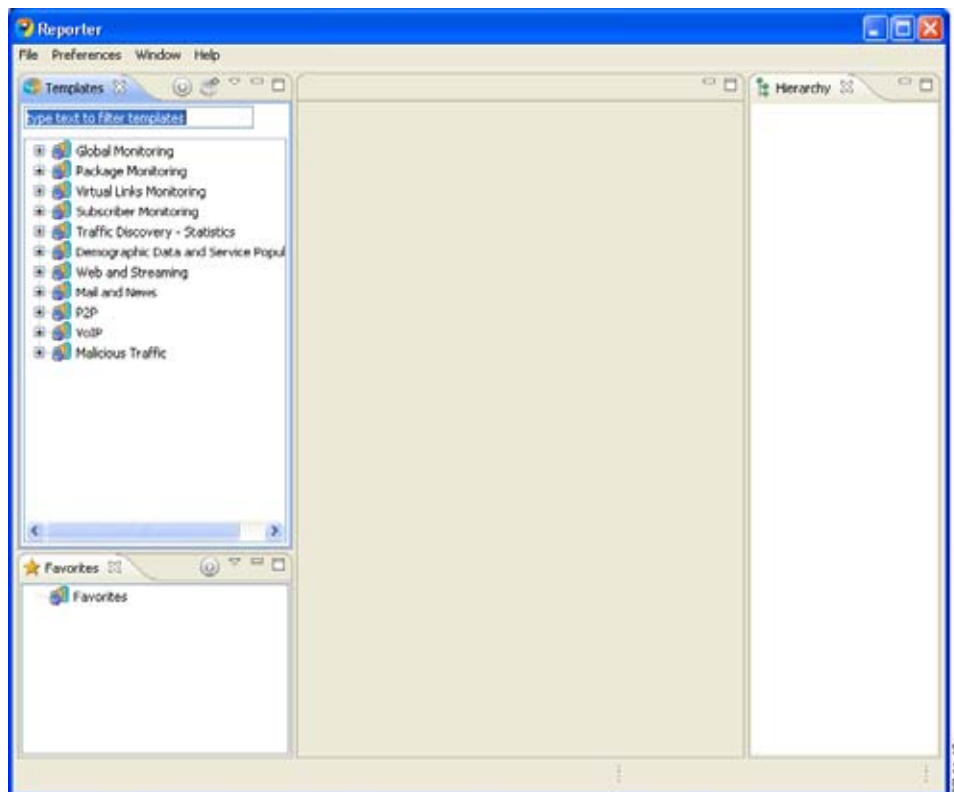 Reporter
File Preferences Window Help
Templates
type text to filter templates
Global Monitoring
Package Monitoring
Virtual Links Monitoring
Subscriber Monitoring
Traffic Discovery - Statistics
Demographic Data and Service Popul
Web and Streaming
Mail and News
P2P
VoIP
Malicious Traffic
Favorites
Favorites
Hierarchy